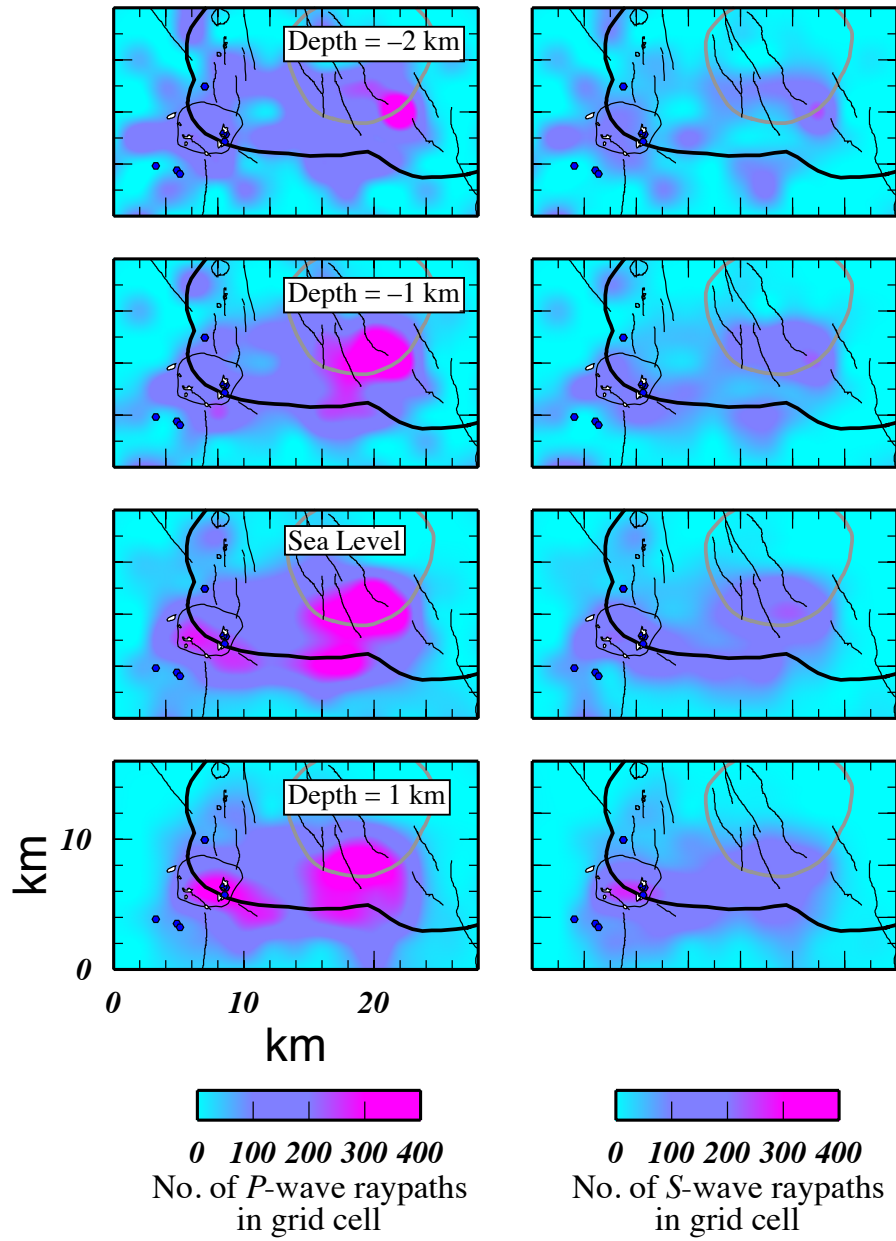 Depth = –2 km
Depth = –1 km
Sea Level
Depth = 1 km
10
km
0
0 10 20
km
0 100 200 300 400
No. of P-wave raypaths
in grid cell
0 100 200 300 400
No. of S-wave raypaths
in grid cell